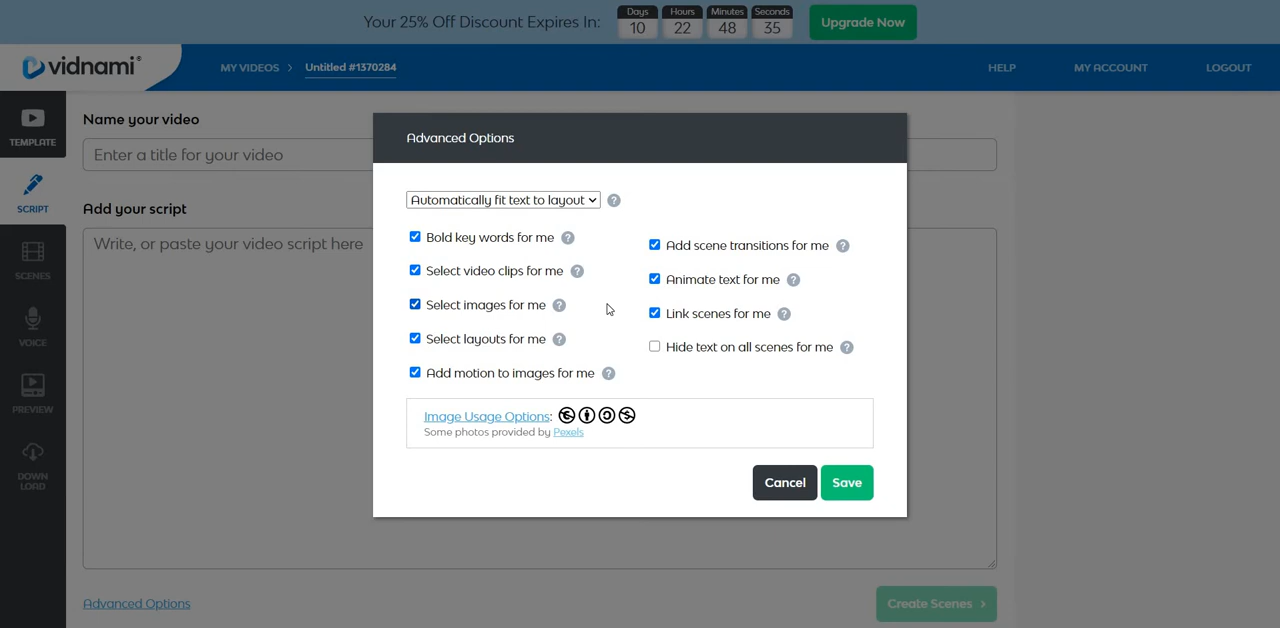 Your 25% Off Discount Expires In:
Days Hours Minutes Seconds
10 22 48 35
Upgrade Now
vidnami®
MY VIDEOS > Untitled #1370284
HELP MY ACCOUNT LOGOUT
TEMPLATE
SCRIPT
SCENES
VOICE
PREVIEW
DOWN
LOAD
Name your video
Enter a title for your video
Add your script
Write, or paste your video script here
Advanced Options
Automatically fit text to layout ?
Bold key words for me ?
Select video clips for me ?
Select images for me ?
Select layouts for me ?
Add motion to images for me ?
Add scene transitions for me ?
Animate text for me ?
Link scenes for me ?
Hide text on all scenes for me ?
Image Usage Options:
Some photos provided by Pexels
Cancel Save
Advanced Options
Create Scenes >